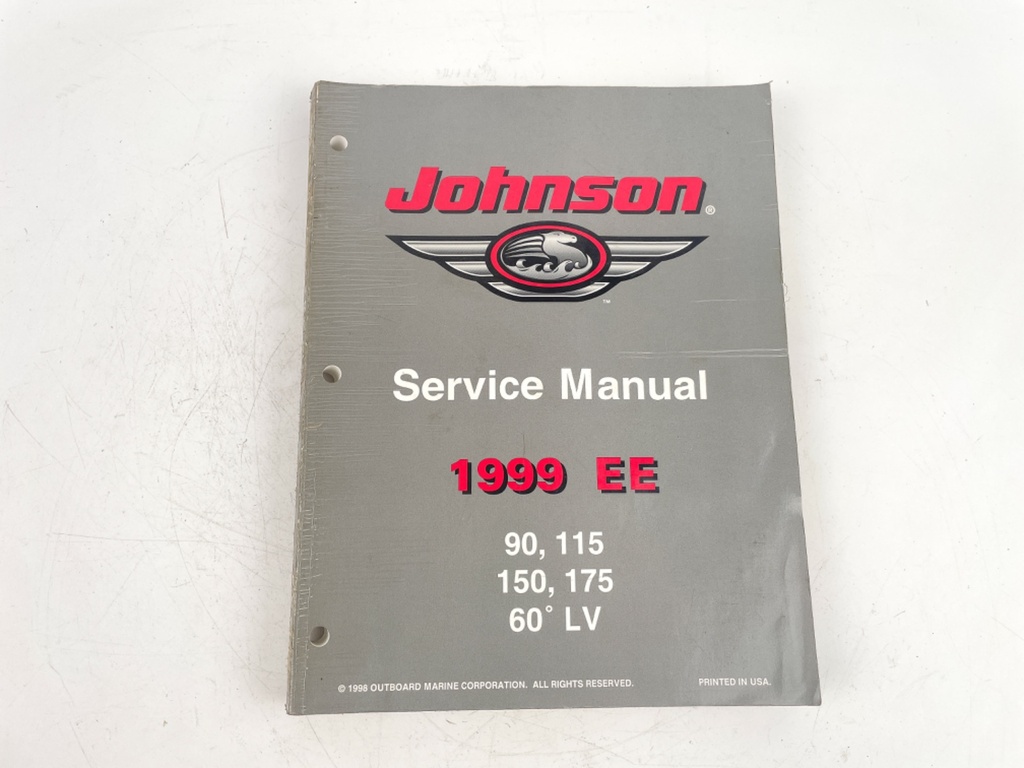 Johnson®
TM
Service Manual
1999 EE
90, 115
150, 175
60° LV
© 1998 OUTBOARD MARINE CORPORATION. ALL RIGHTS RESERVED. PRINTED IN USA.